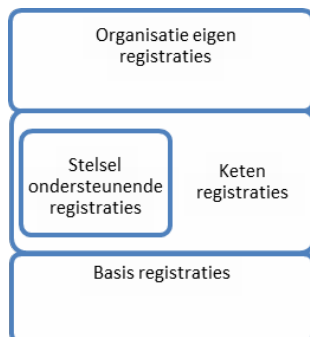 Organisatie eigen
registraties
Stelsel
ondersteunende
registraties
Keten
registraties
Basis registraties